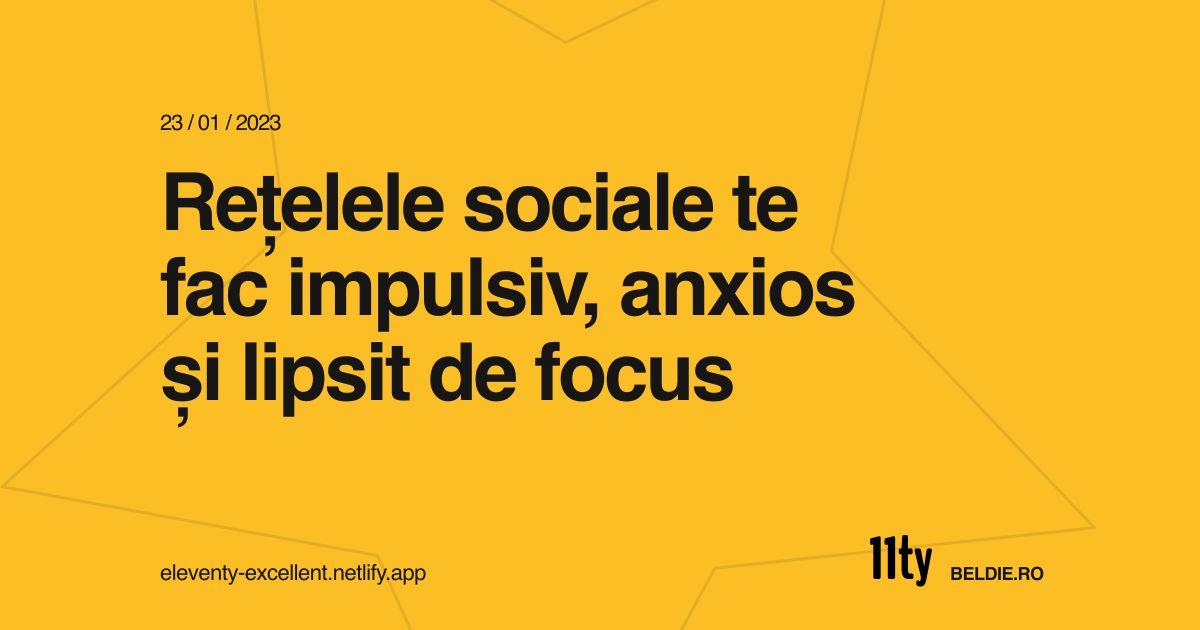 23 / 01 / 2023
Rețelele sociale te
fac impulsiv, anxios
și lipsit de focus
eleventy-excellent.netlify.app
11ty
BELDIE.RO